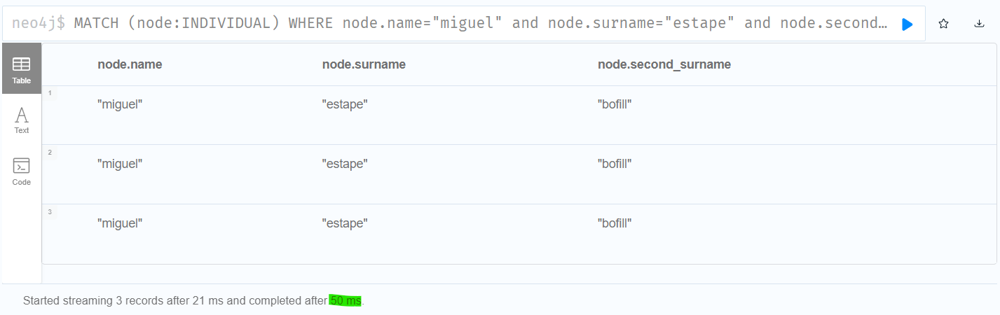 neo4j$ MATCH (node:INDIVIDUAL) WHERE node.name="miguel" and node.surname="estape" and node.second…
Table
node.name node.surname node.second_surname
1
"miguel" "estape" "bofill"
Text
2
"miguel" "estape" "bofill"
Code
3
"miguel" "estape" "bofill"
Started streaming 3 records after 21 ms and completed after 50 ms.